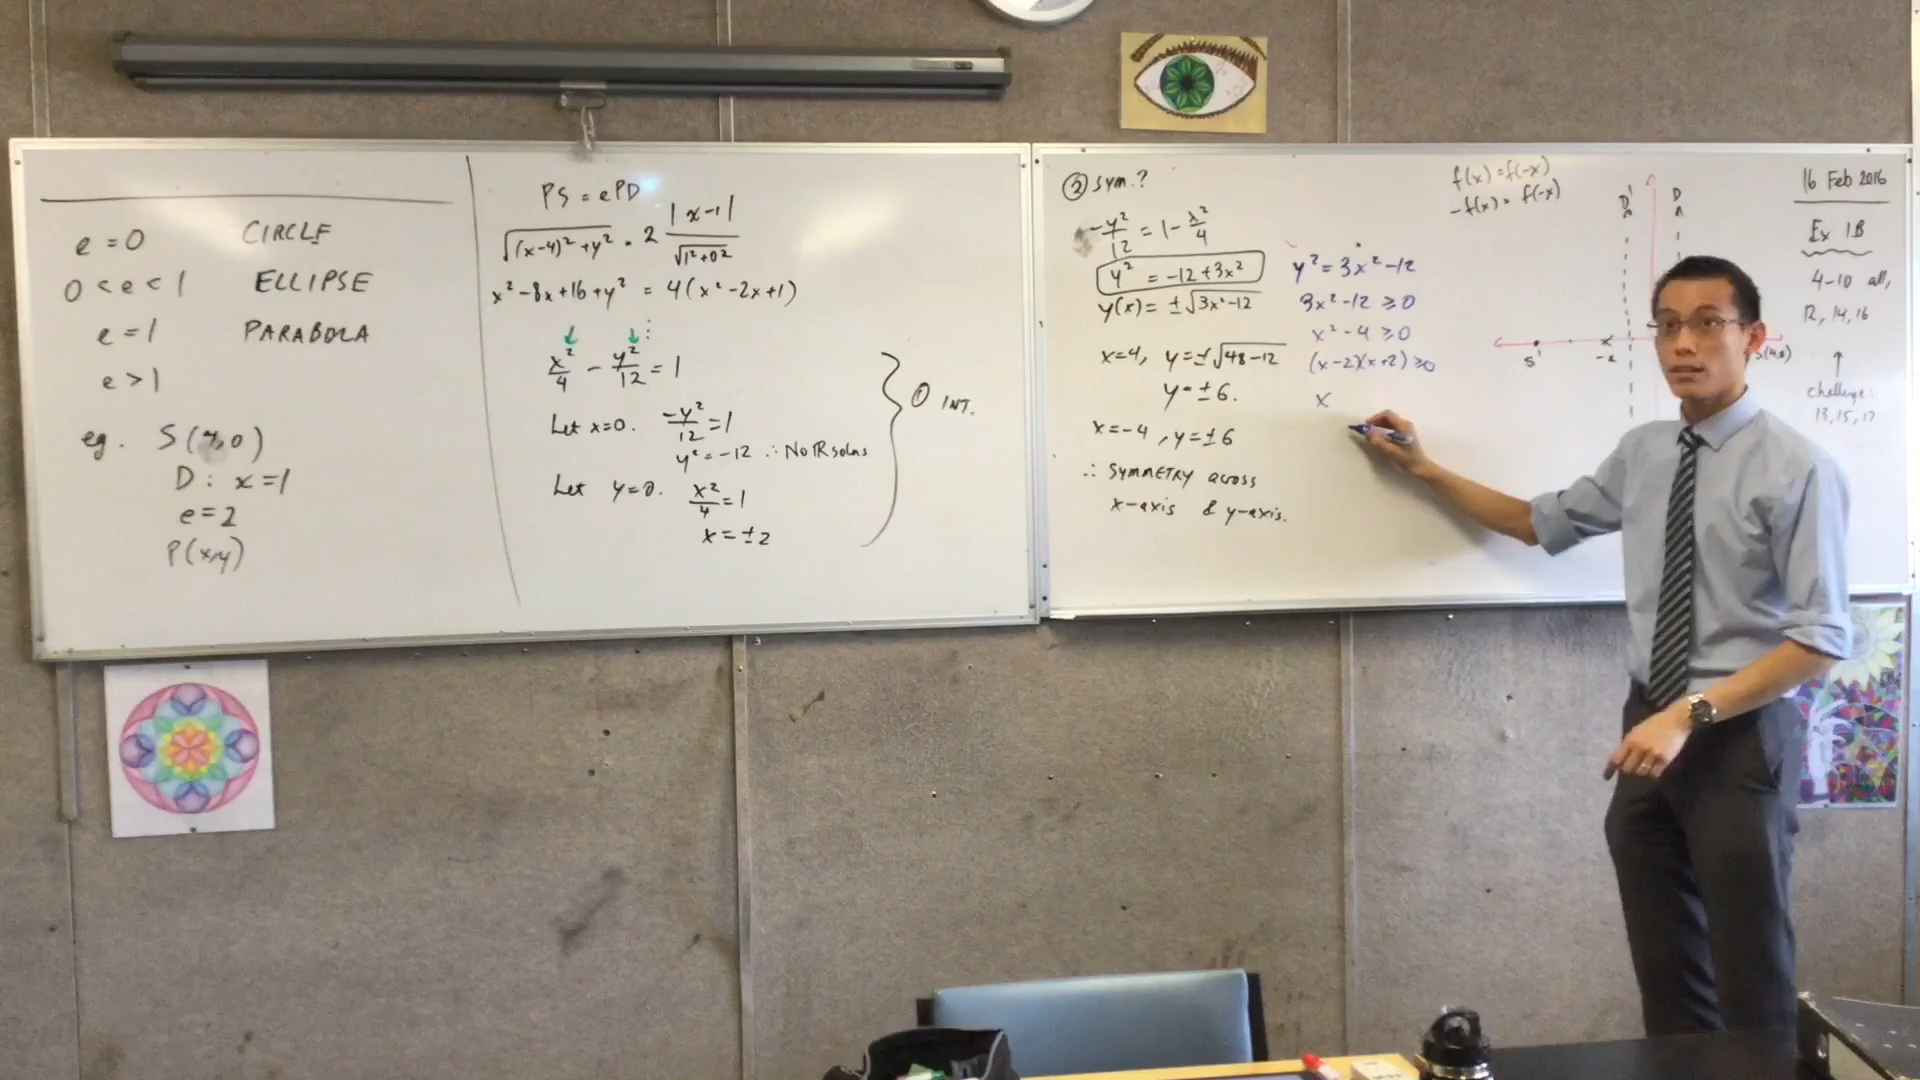 e = 0 CIRCLE
0 < e < 1 ELLIPSE
e = 1 PARABOLA
e > 1
eg. S(4,0)
D: x = 1
e = 2
P(x,y)
PS = ePD
√((x-4)² + y²) = 2 |x-1| / √(1²+0²)
x² - 8x + 16 + y² = 4(x² - 2x + 1)
⋮
x²/4 - y²/12 = 1
Let x=0. -y²/12 = 1
y² = -12 ∴ No ℝ solns
Let y=0. x²/4 = 1
x = ±2
① INT.
② Sym.?
-y²/12 = 1 - x²/4
y² = -12 + 3x²
y(x) = ±√(3x²-12)
x=4, y=±√(48-12)
y=±6.
x=-4, y=±6
∴ SYMMETRY across
x-axis & y-axis.
y² = 3x² - 12
3x² - 12 ≥ 0
x² - 4 ≥ 0
(x-2)(x+2) ≥ 0
x
f(x) = f(-x)
-f(x) = f(-x)
D' D
S' -2 S(4,0)
16 Feb 2016
Ex 1B
4-10 all,
12, 14, 16
↑
challenge:
13, 15, 17